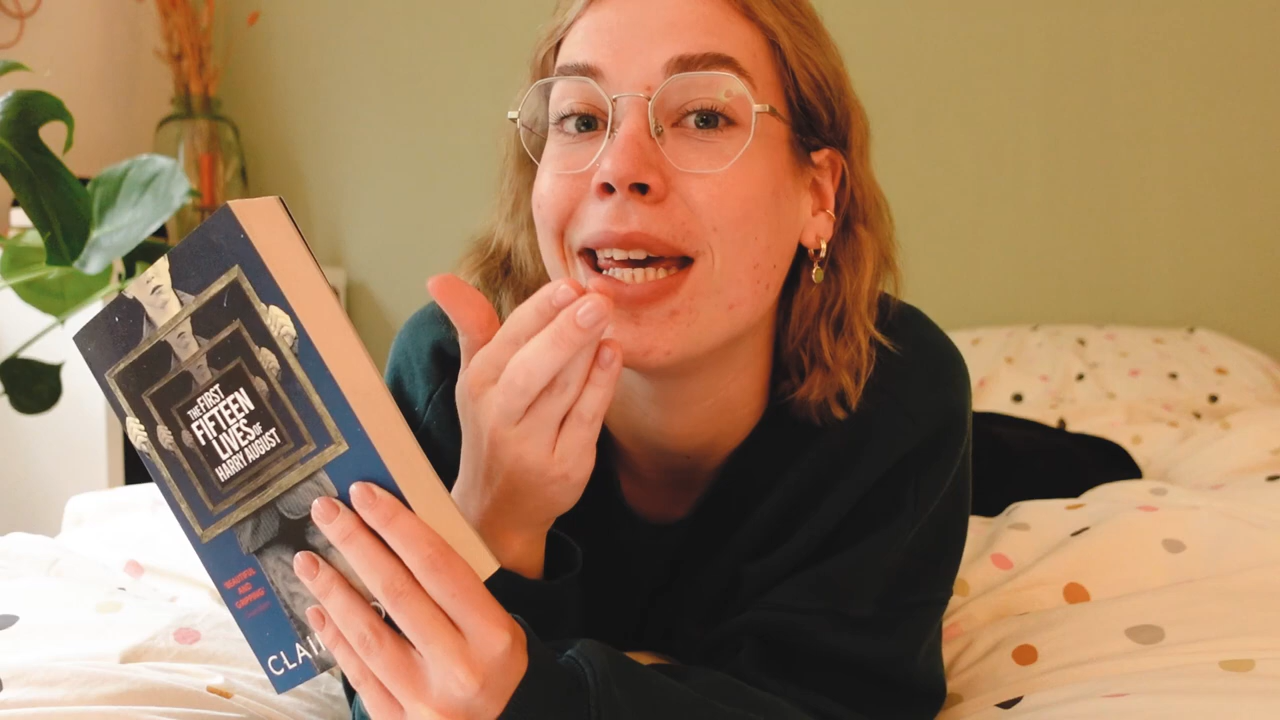 THE FIRST
FIFTEEN
LIVES OF
HARRY AUGUST
'BEAUTIFUL
AND
GRIPPING'
CLAI